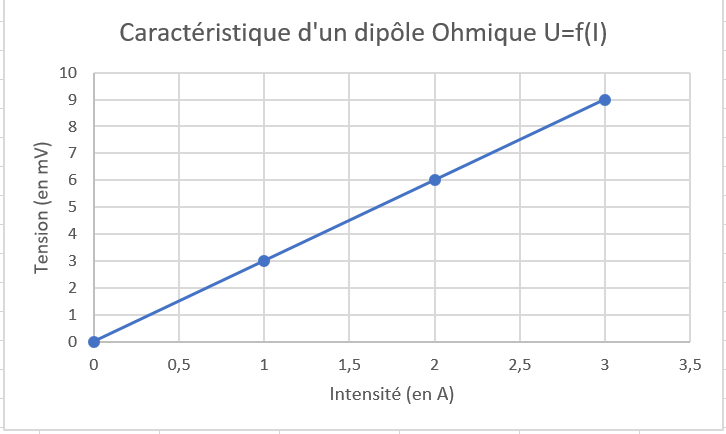 Caractéristique d'un dipôle Ohmique U=f(I)
10
9
8
7
6
5
4
3
2
1
0
Tension (en mV)
0 0,5 1 1,5 2 2,5 3 3,5
Intensité (en A)